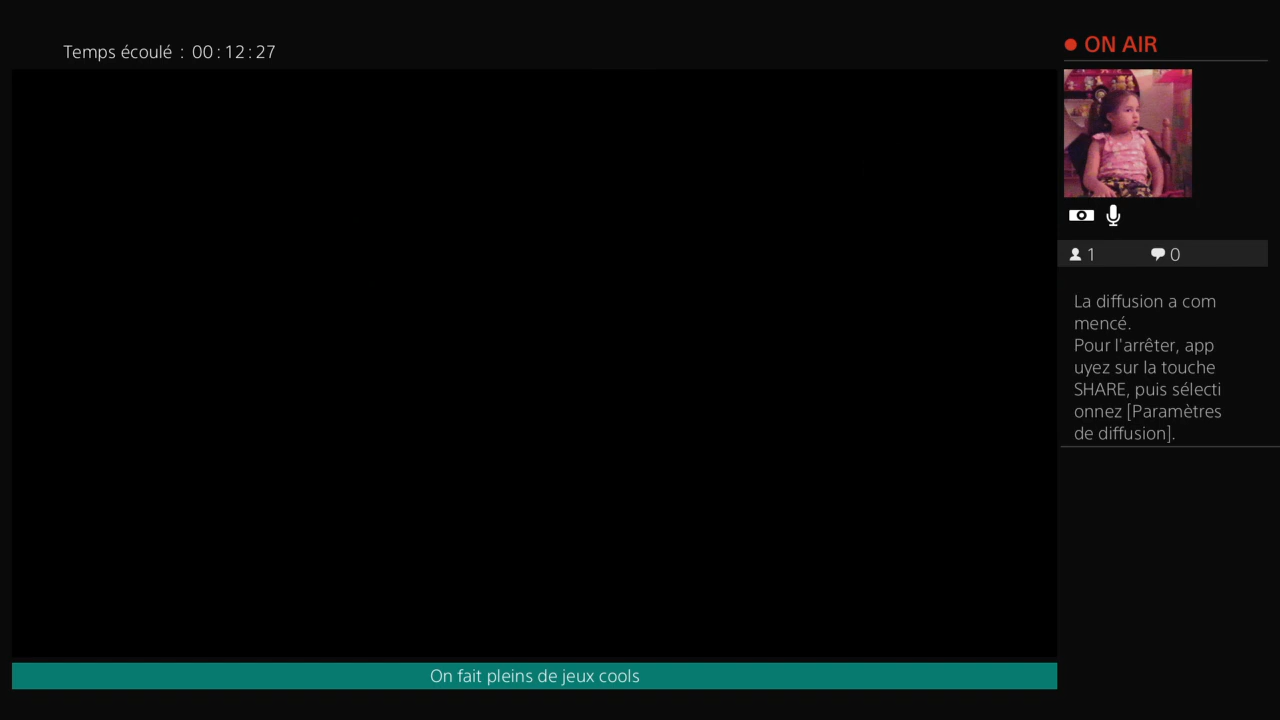 Temps écoulé : 00:12:27
ON AIR
1
0
La diffusion a com
mencé.
Pour l'arrêter, app
uyez sur la touche
SHARE, puis sélecti
onnez [Paramètres
de diffusion].
On fait pleins de jeux cools